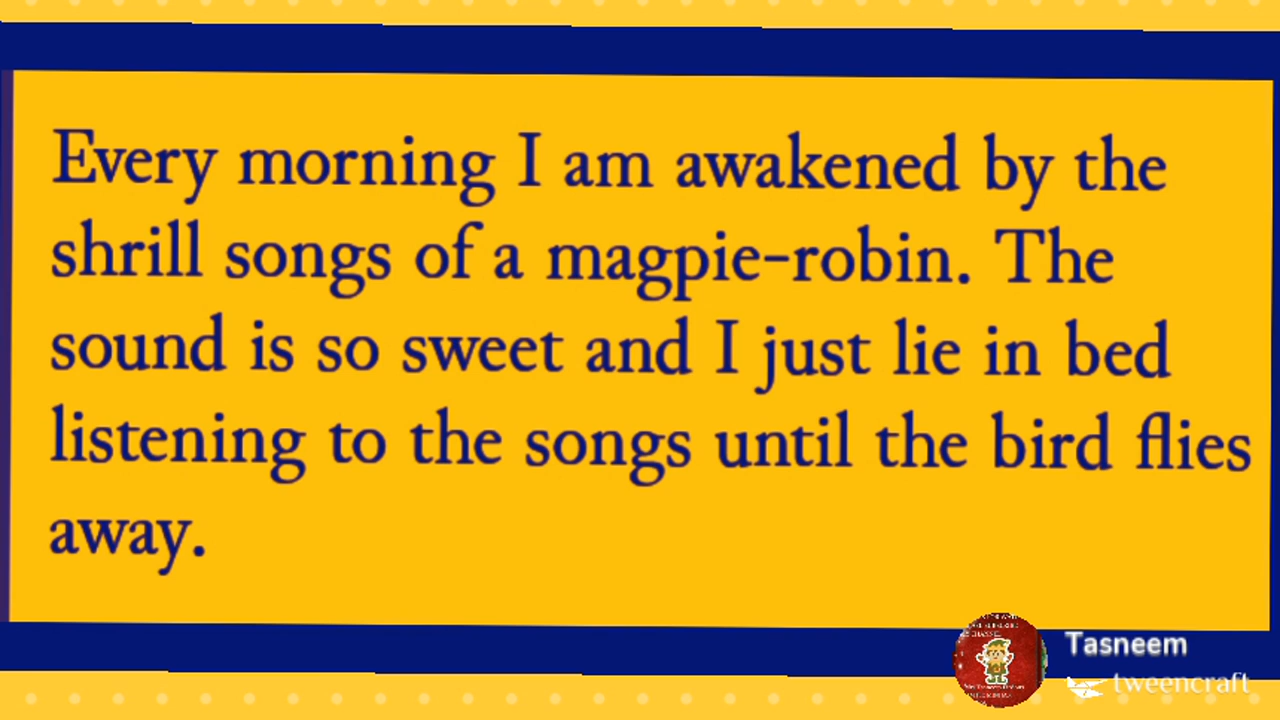 Every morning I am awakened by the
shrill songs of a magpie-robin. The
sound is so sweet and I just lie in bed
listening to the songs until the bird flies
away.
Tasneem
tweencraft